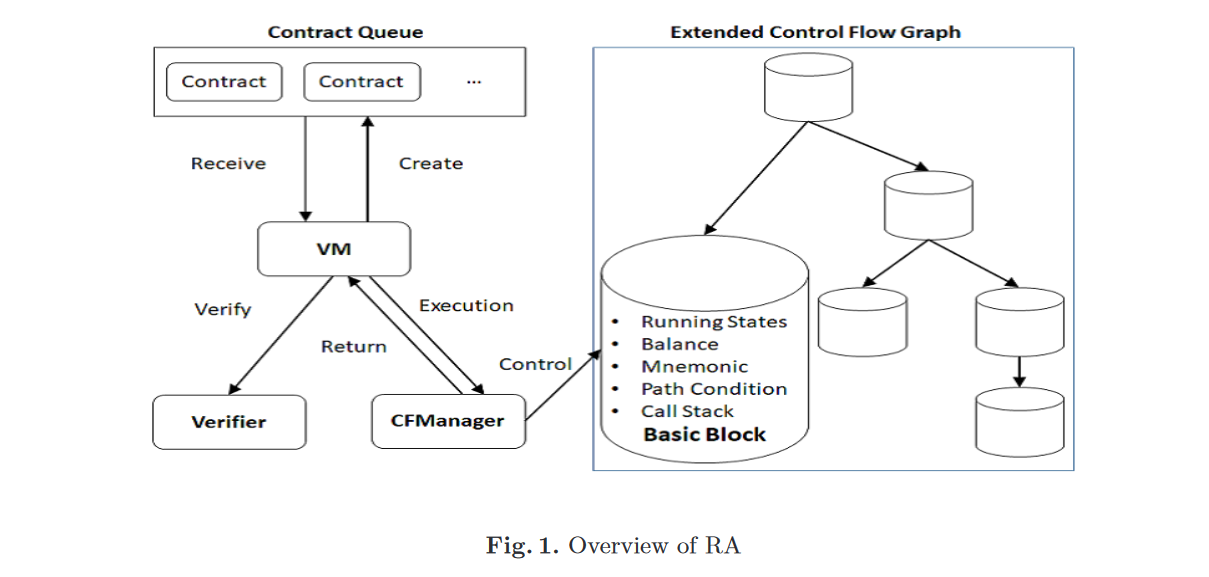 Contract Queue
Contract
Contract
...
Receive
Create
VM
Verify
Execution
Return
Verifier
CFManager
Control
Extended Control Flow Graph
• Running States
• Balance
• Mnemonic
• Path Condition
• Call Stack
Basic Block
Fig. 1. Overview of RA